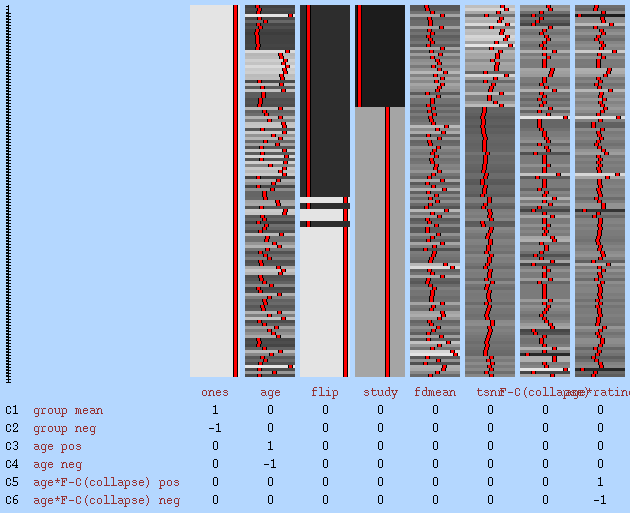 ones age flip study fdmean tsnr F-C(collapse) age*rating
C1 group mean 1 0 0 0 0 0 0 0
C2 group neg -1 0 0 0 0 0 0 0
C3 age pos 0 1 0 0 0 0 0 0
C4 age neg 0 -1 0 0 0 0 0 0
C5 age*F-C(collapse) pos 0 0 0 0 0 0 0 1
C6 age*F-C(collapse) neg 0 0 0 0 0 0 0 -1